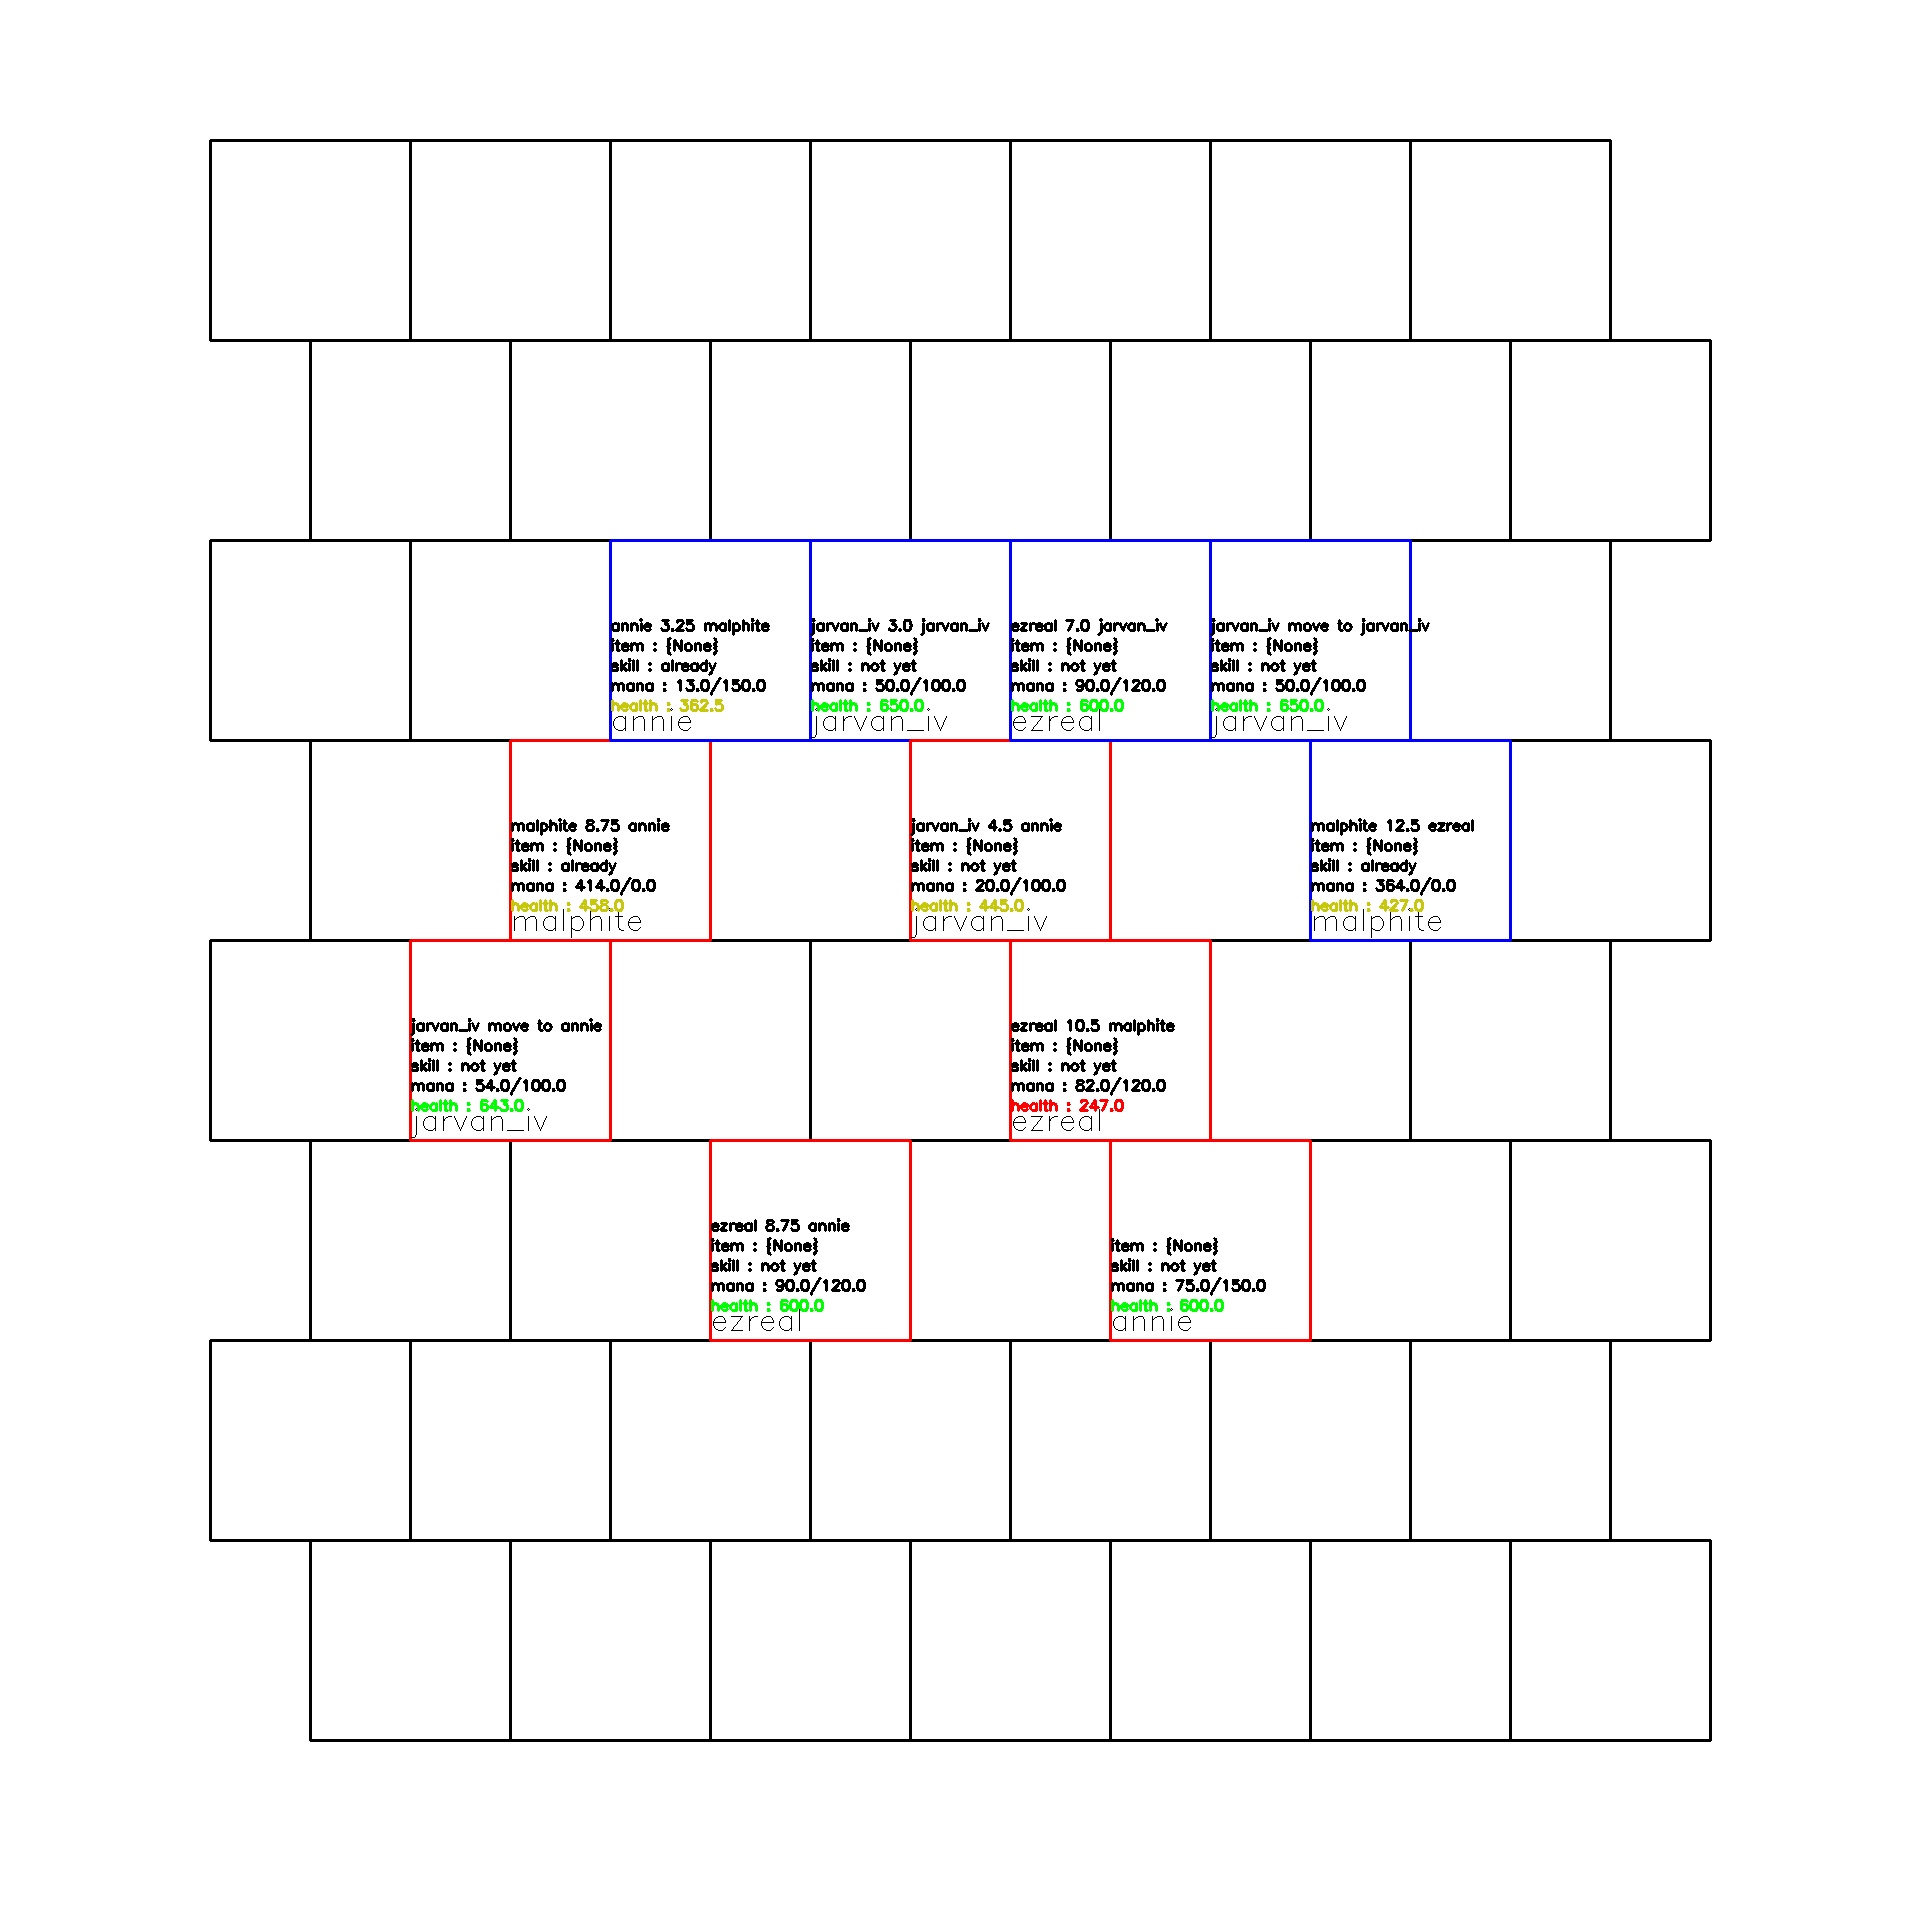 annie 3.25 malphite
item : {None}
skill : already
mana : 13.0/150.0
health : 362.5
annie
jarvan_iv 3.0 jarvan_iv
item : {None}
skill : not yet
mana : 50.0/100.0
health : 650.0
jarvan_iv
ezreal 7.0 jarvan_iv
item : {None}
skill : not yet
mana : 90.0/120.0
health : 600.0
ezreal
jarvan_iv move to jarvan_iv
item : {None}
skill : not yet
mana : 50.0/100.0
health : 650.0
jarvan_iv
malphite 8.75 annie
item : {None}
skill : already
mana : 414.0/0.0
health : 458.0
malphite
jarvan_iv 4.5 annie
item : {None}
skill : not yet
mana : 20.0/100.0
health : 445.0
jarvan_iv
malphite 12.5 ezreal
item : {None}
skill : already
mana : 364.0/0.0
health : 427.0
malphite
jarvan_iv move to annie
item : {None}
skill : not yet
mana : 54.0/100.0
health : 643.0
jarvan_iv
ezreal 10.5 malphite
item : {None}
skill : not yet
mana : 82.0/120.0
health : 247.0
ezreal
ezreal 8.75 annie
item : {None}
skill : not yet
mana : 90.0/120.0
health : 600.0
ezreal
item : {None}
skill : not yet
mana : 75.0/150.0
health : 600.0
annie